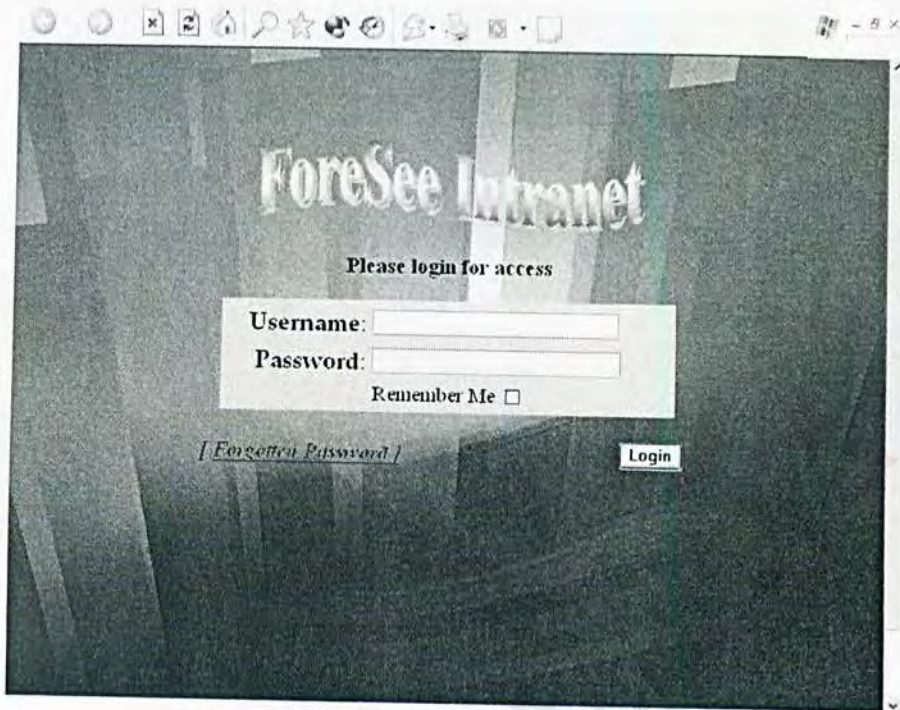 ForeSee Intranet
Please login for access
Username:
Password:
Remember Me
[ Forgotten Password ]
Login